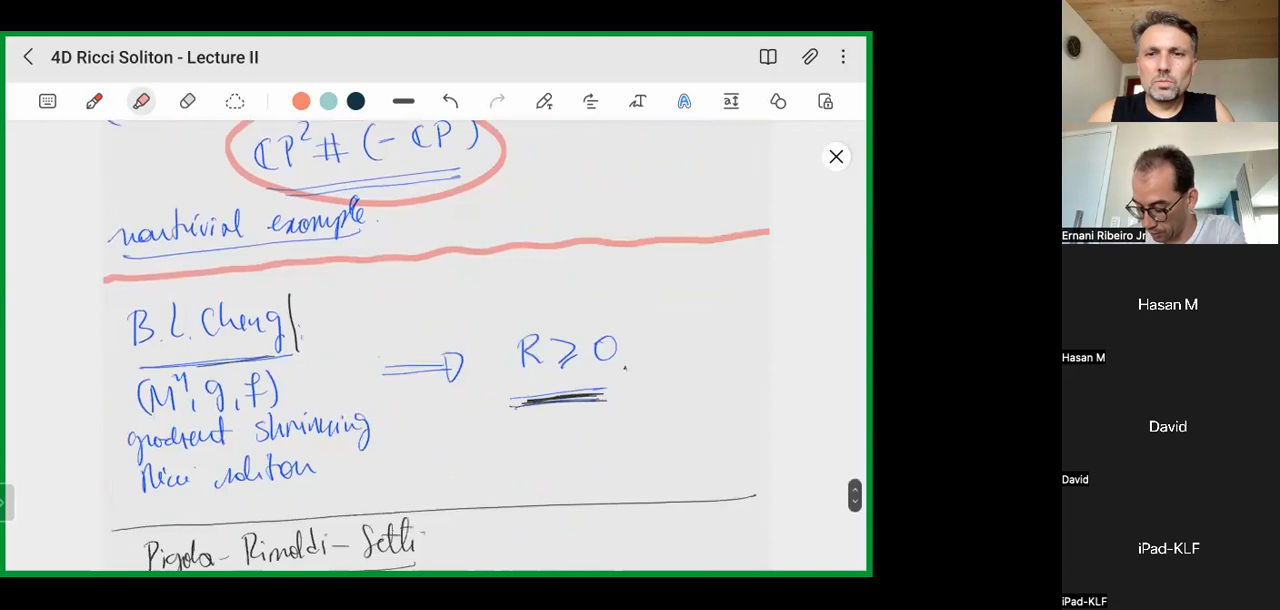 4D Ricci Soliton - Lecture II
ℂP² # (- ℂP)
nontrivial example.
B.L. Cheng
(Mⁿ, g, f) ⟹ R ⩾ 0.
gradient shrinking
Ricci soliton
Pigola - Rimoldi - Setti
Ernani Ribeiro Jr
Hasan M
Hasan M
David
David
iPad-KLF
iPad-KLF